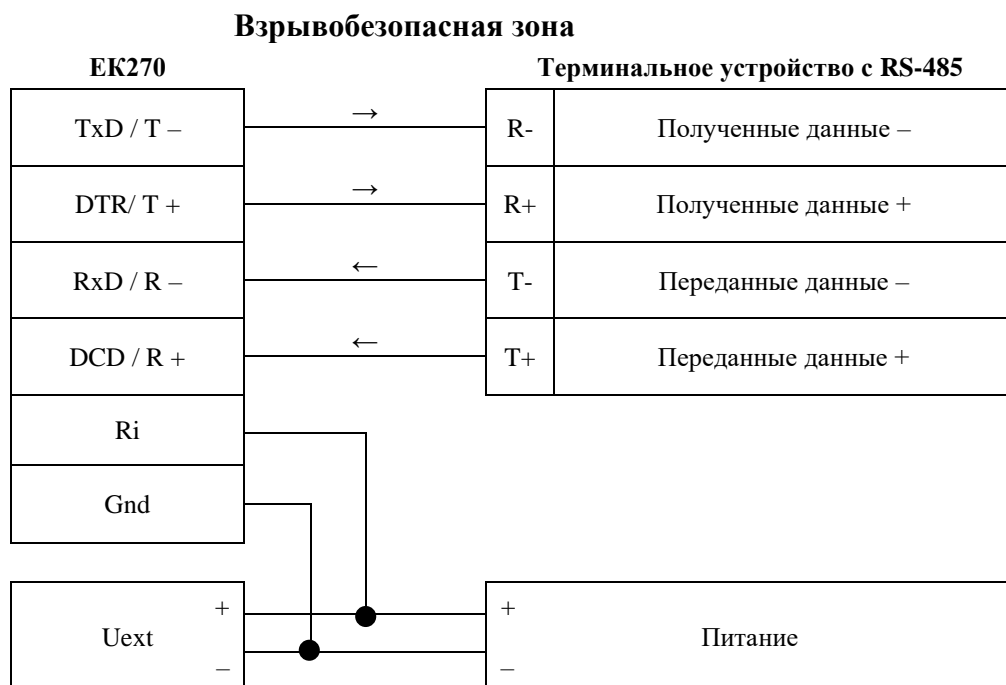 Взрывобезопасная зона
ЕК270 Терминальное устройство с RS-485
TxD / T – → R- Полученные данные –
DTR/ T + → R+ Полученные данные +
RxD / R – ← T- Переданные данные –
DCD / R + ← T+ Переданные данные +
Ri
Gnd
+ +
Uext Питание
– –